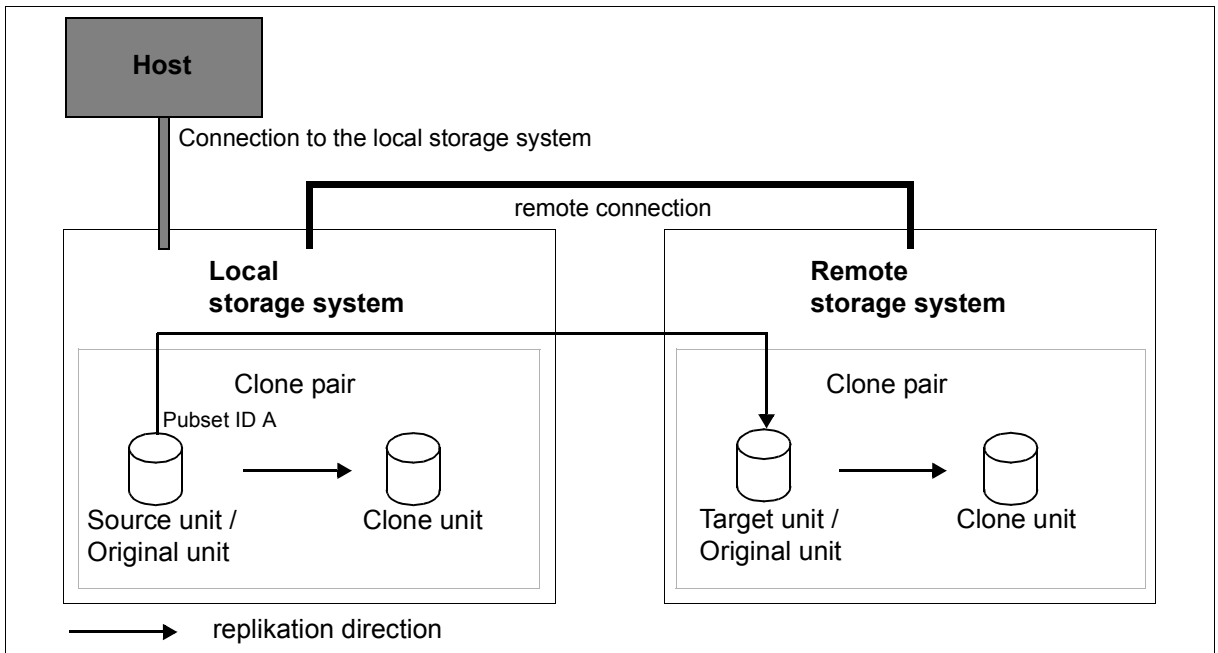 Host
Connection to the local storage system
remote connection
Local
storage system
Remote
storage system
Clone pair
Pubset ID A
Source unit /
Original unit
Clone unit
Clone pair
Target unit /
Original unit
Clone unit
replikation direction